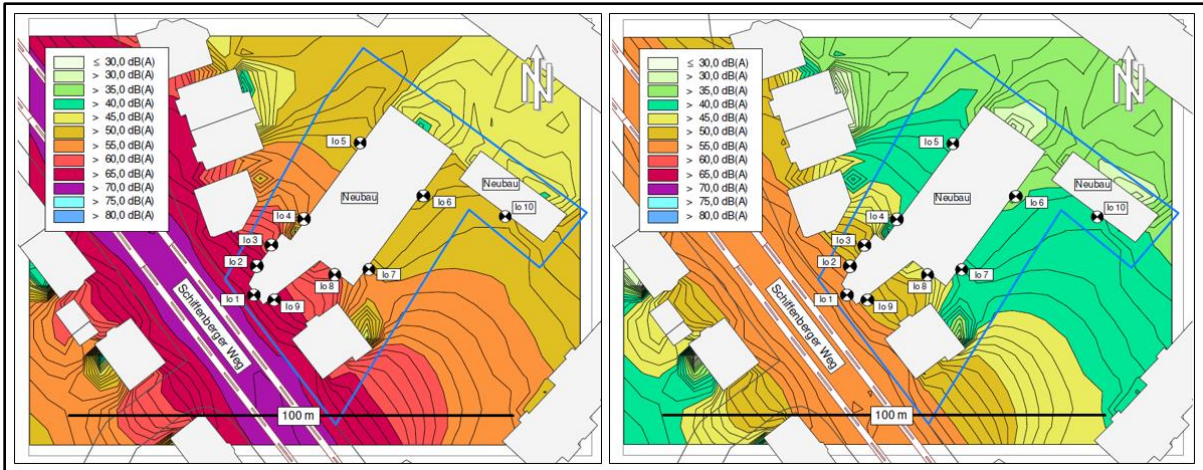 ≤ 30,0 dB(A)
> 30,0 dB(A)
> 35,0 dB(A)
> 40,0 dB(A)
> 45,0 dB(A)
> 50,0 dB(A)
> 55,0 dB(A)
> 60,0 dB(A)
> 65,0 dB(A)
> 70,0 dB(A)
> 75,0 dB(A)
> 80,0 dB(A)
N
Io 5
Neubau
Neubau
Io 6
Io 10
Io 4
Io 3
Io 2
Io 7
Io 8
Io 1
Io 9
Schiffenberger Weg
100 m
≤ 30,0 dB(A)
> 30,0 dB(A)
> 35,0 dB(A)
> 40,0 dB(A)
> 45,0 dB(A)
> 50,0 dB(A)
> 55,0 dB(A)
> 60,0 dB(A)
> 65,0 dB(A)
> 70,0 dB(A)
> 75,0 dB(A)
> 80,0 dB(A)
N
Io 5
Neubau
Neubau
Io 6
Io 10
Io 4
Io 3
Io 2
Io 7
Io 8
Io 1
Io 9
Schiffenberger Weg
100 m